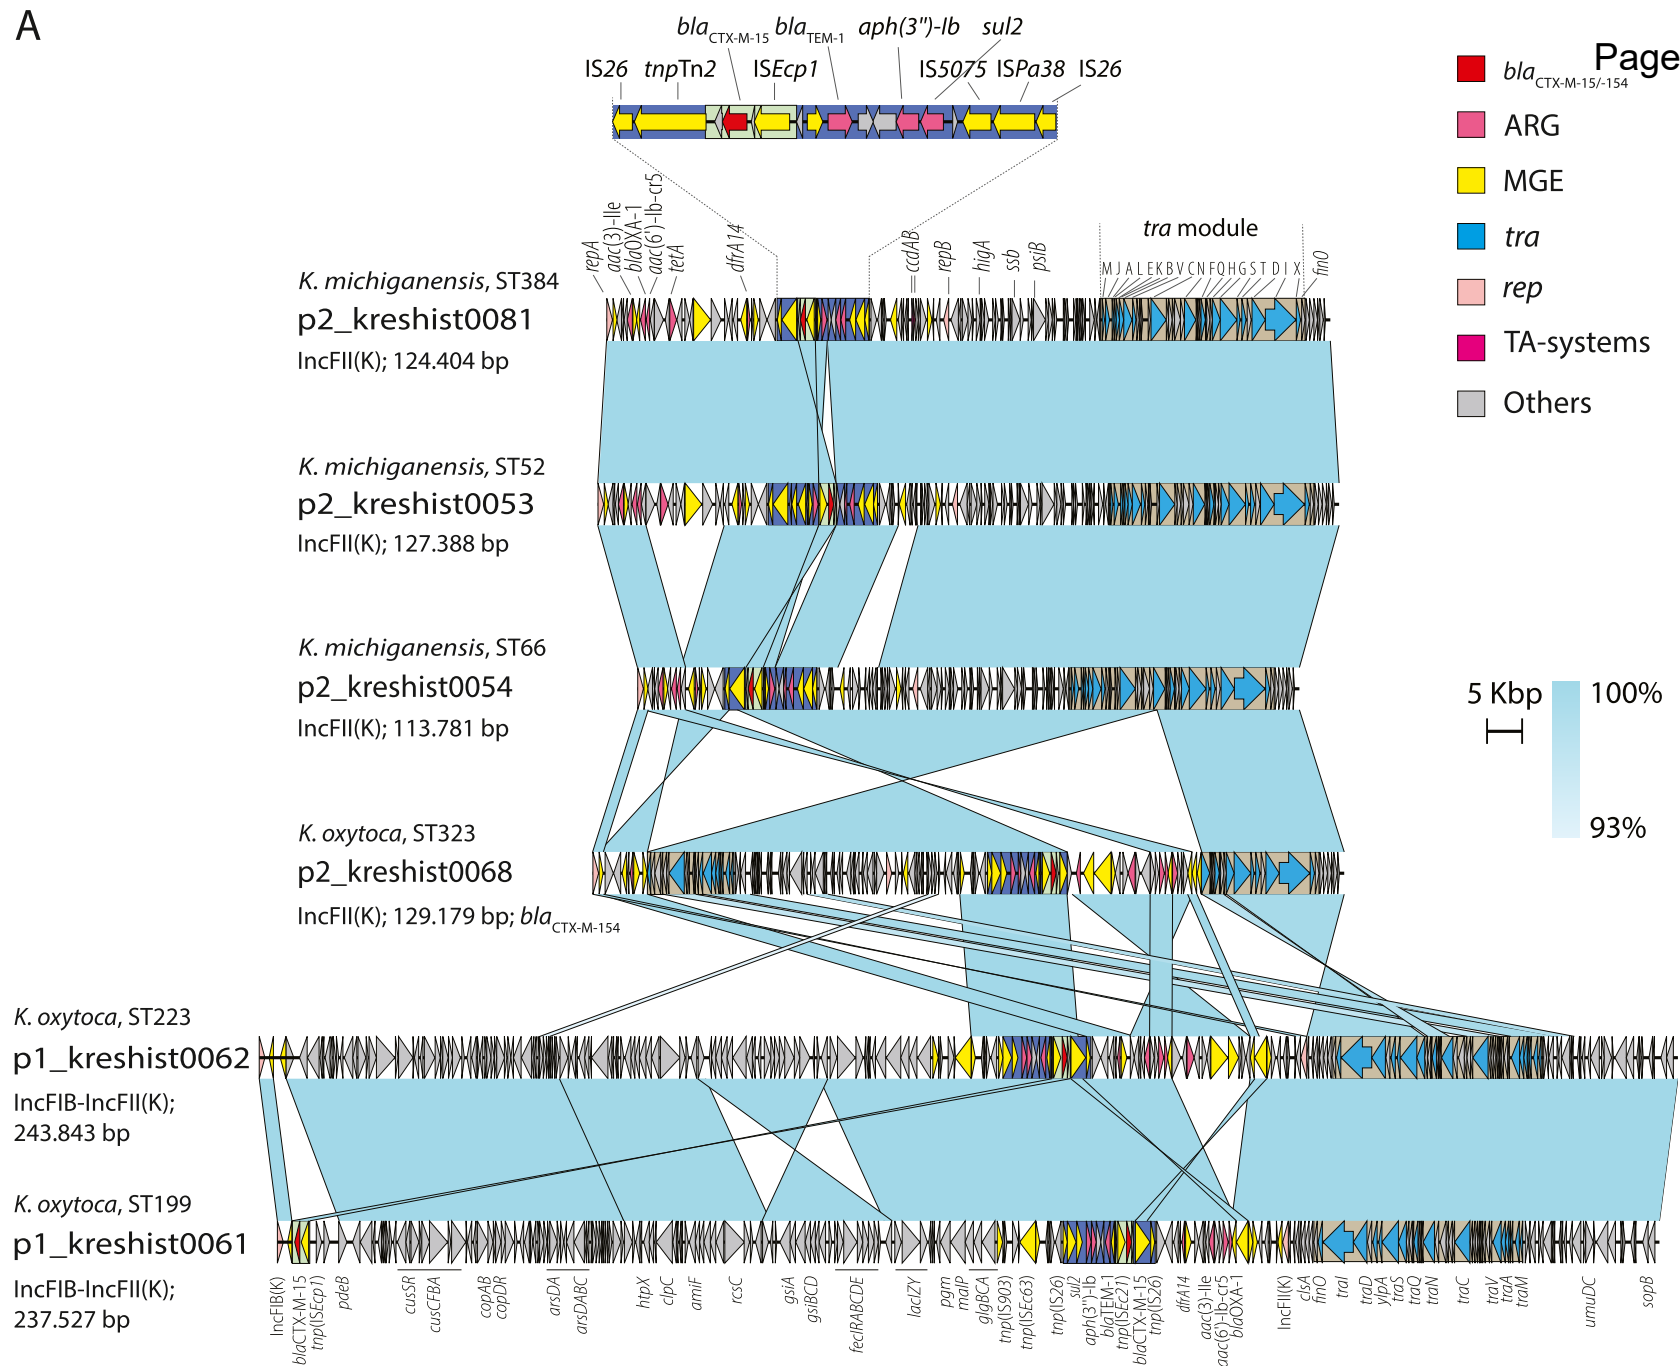 A
Page
blaCTX-M-15 blaTEM-1 aph(3")-Ib sul2
IS26 tnpTn2 ISEcp1 IS5075 ISPa38 IS26
blaCTX-M-15/-154
ARG
MGE
tra
rep
TA-systems
Others
repA
aac(3)-IIe
blaOXA-1
aac(6')-Ib-cr5
tetA
dfrA14
ccdAB
repB
higA
ssb
psiB
tra module
M J A L E K B V C N F Q H G S T D I X
finO
K. michiganensis, ST384
p2_kreshist0081
IncFII(K); 124.404 bp
K. michiganensis, ST52
p2_kreshist0053
IncFII(K); 127.388 bp
K. michiganensis, ST66
p2_kreshist0054
IncFII(K); 113.781 bp
5 Kbp
100%
93%
K. oxytoca, ST323
p2_kreshist0068
IncFII(K); 129.179 bp; blaCTX-M-154
K. oxytoca, ST223
p1_kreshist0062
IncFIB-IncFII(K);
243.843 bp
K. oxytoca, ST199
p1_kreshist0061
IncFIB-IncFII(K);
237.527 bp
IncFIB(K)
blaCTX-M-15
tnp(ISEcp1)
pdeB
cusSR
cusCFBA
copAB
copDR
arsDA
arsDABC
htpX
clpC
amiF
rcsC
gsiA
gsiBCD
fecIRABCDE
lacIZY
pgm
malP
glgBCA
tnp(IS903)
tnp(ISEc63)
tnp(IS26)
sul2
aph(3")-Ib
blaTEM-1
tnp(ISEc21)
blaCTX-M-15
tnp(IS26)
dfrA14
aac(3)-IIe
aac(6')-Ib-cr5
blaOXA-1
IncFII(K)
clsA
finO
traI
traD
yipA
traS
traQ
traN
traC
traV
traA
traM
umuDC
sopB